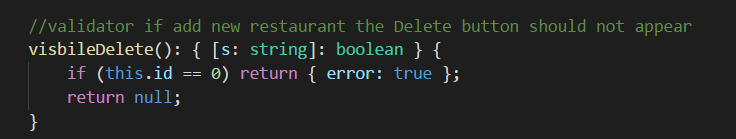 //validator if add new restaurant the Delete button should not appear
visbileDelete(): { [s: string]: boolean } {
if (this.id == 0) return { error: true };
return null;
}